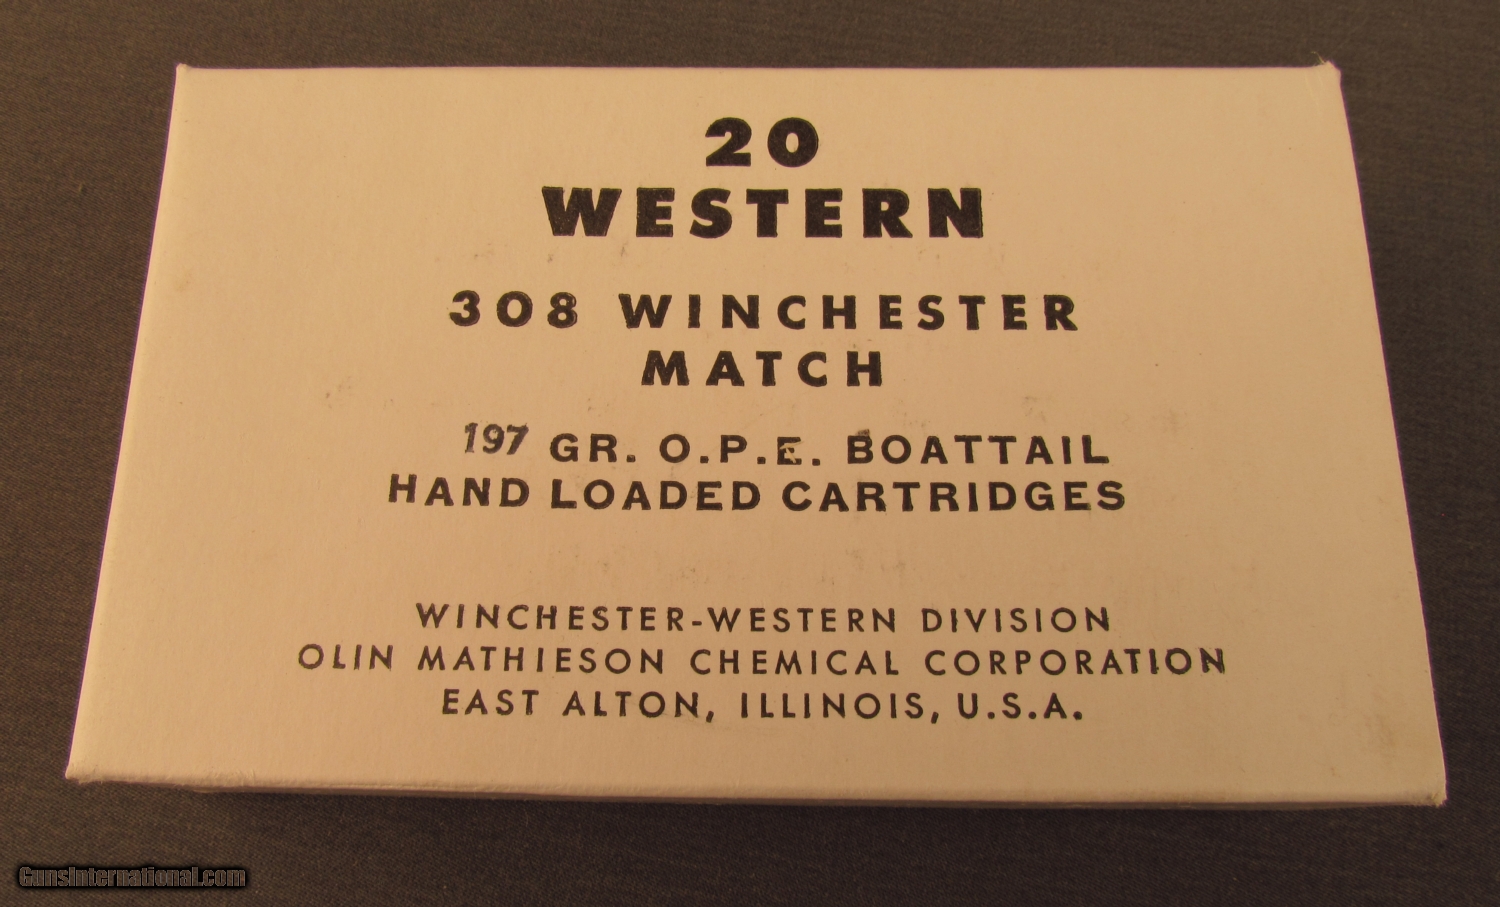 20
WESTERN
308 WINCHESTER
MATCH
197 GR. O.P.E. BOATTAIL
HAND LOADED CARTRIDGES
WINCHESTER-WESTERN DIVISION
OLIN MATHIESON CHEMICAL CORPORATION
EAST ALTON, ILLINOIS, U.S.A.
GunsInternational.com